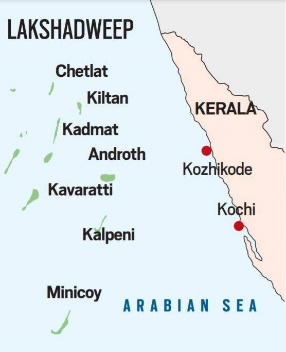 LAKSHADWEEP
Chetlat
Kiltan
KERALA
Kadmat
Androth
Kozhikode
Kavaratti
Kochi
Kalpeni
Minicoy
ARABIAN SEA